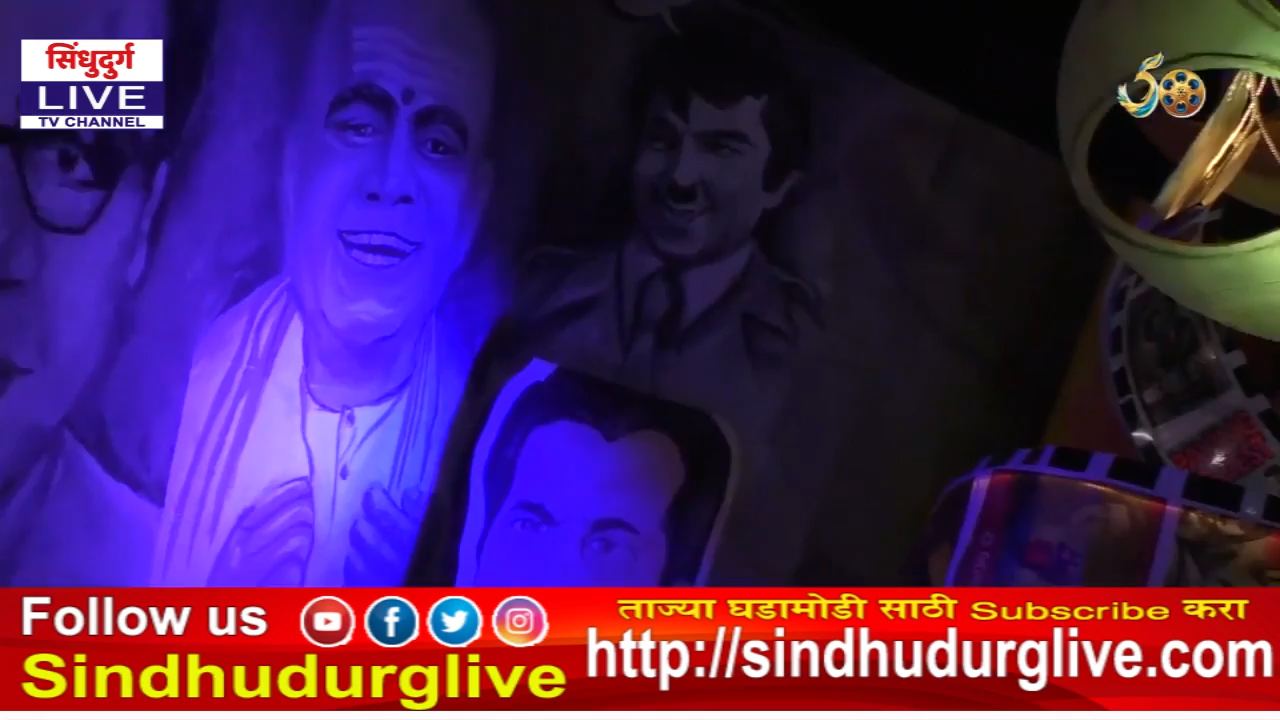 सिंधुदुर्ग
LIVE
TV CHANNEL
50
Follow us
ताज्या घडामोडी साठी Subscribe करा
Sindhudurglive
http://sindhudurglive.com